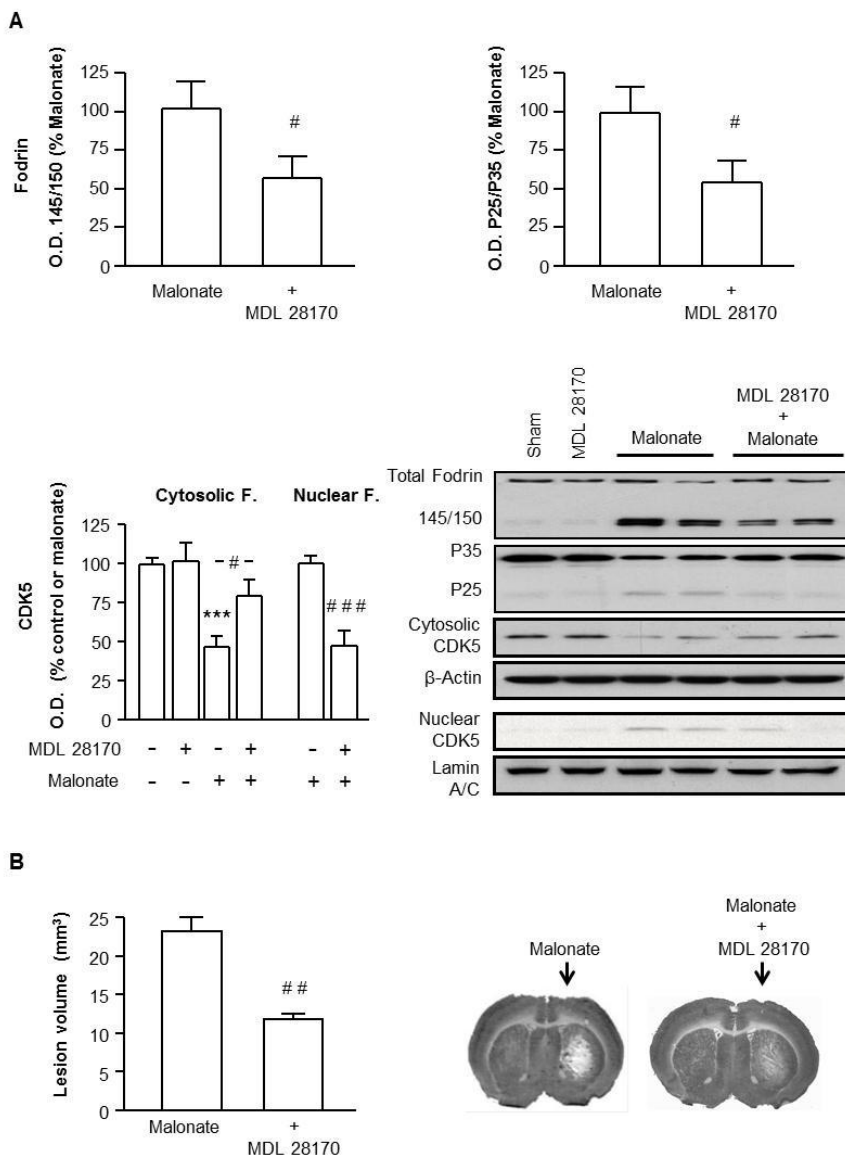 A
Fodrin
O.D. 145/150 (% Malonate)
125
100
75
50
25
0
#
Malonate
+
MDL 28170
O.D. P25/P35 (% Malonate)
125
100
75
50
25
0
#
Malonate
+
MDL 28170
CDK5
O.D. (% control or malonate)
Cytosolic F.
Nuclear F.
125
100
75
50
25
0
***
- # -
# # #
MDL 28170 - + - + - +
Malonate - - + + + +
Sham
MDL 28170
Malonate
MDL 28170
+
Malonate
Total Fodrin
145/150
P35
P25
Cytosolic
CDK5
β-Actin
Nuclear
CDK5
Lamin
A/C
B
Lesion volume (mm³)
25
20
15
10
5
0
# #
Malonate
+
MDL 28170
Malonate
Malonate
+
MDL 28170